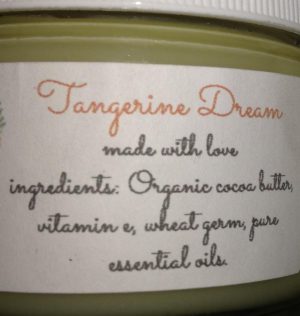 Tangerine Dream
made with love
ingredients: Organic cocoa butter,
vitamin e, wheat germ, pure
essential oils.